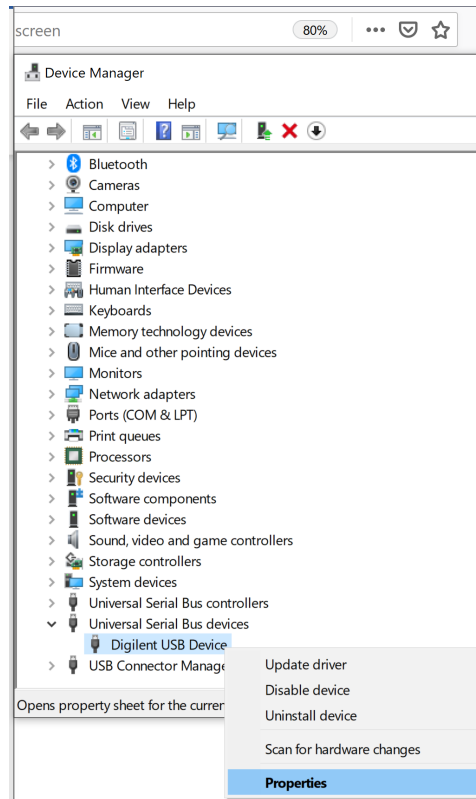 screen
80%
Device Manager
File Action View Help
Bluetooth
Cameras
Computer
Disk drives
Display adapters
Firmware
Human Interface Devices
Keyboards
Memory technology devices
Mice and other pointing devices
Monitors
Network adapters
Ports (COM & LPT)
Print queues
Processors
Security devices
Software components
Software devices
Sound, video and game controllers
Storage controllers
System devices
Universal Serial Bus controllers
Universal Serial Bus devices
Digilent USB Device
USB Connector Manage
Opens property sheet for the curren
Update driver
Disable device
Uninstall device
Scan for hardware changes
Properties